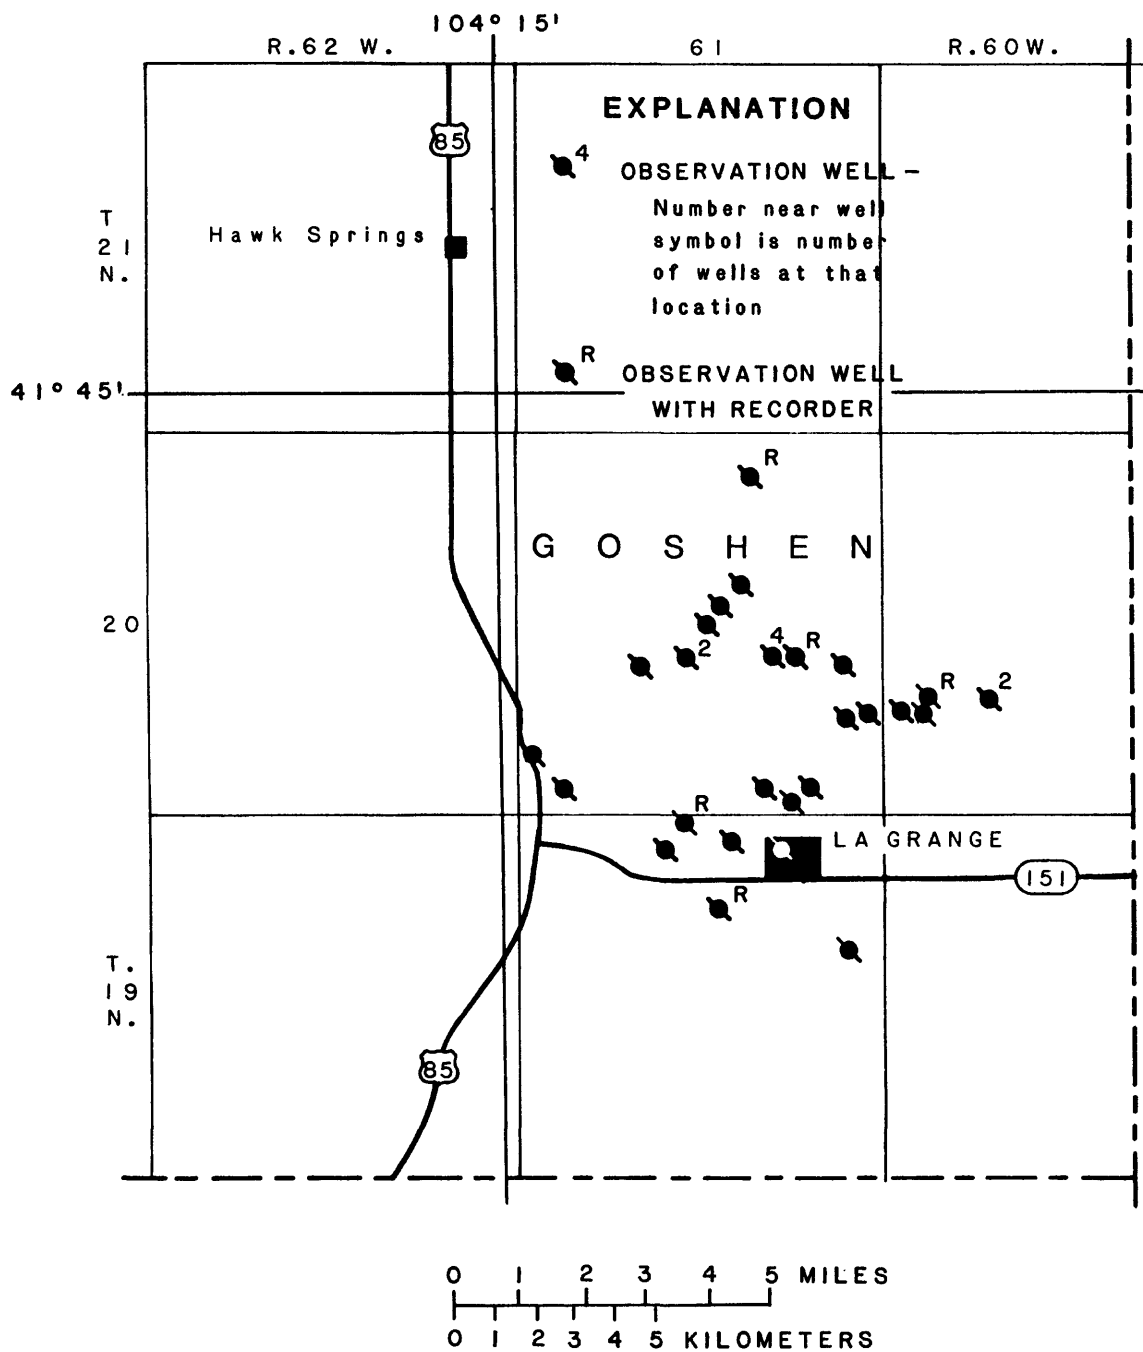 104° 15'
R.62 W.
61
R.60W.
EXPLANATION
85
4
OBSERVATION WELL –
Number near well
symbol is number
of wells at that
location
T
21
N.
Hawk Springs
R
OBSERVATION WELL
WITH RECORDER
41° 45'
R
GOSHEN
20
2
4
R
R
2
R
LA GRANGE
151
R
T.
19
N.
85
0 1 2 3 4 5 MILES
0 1 2 3 4 5 KILOMETERS